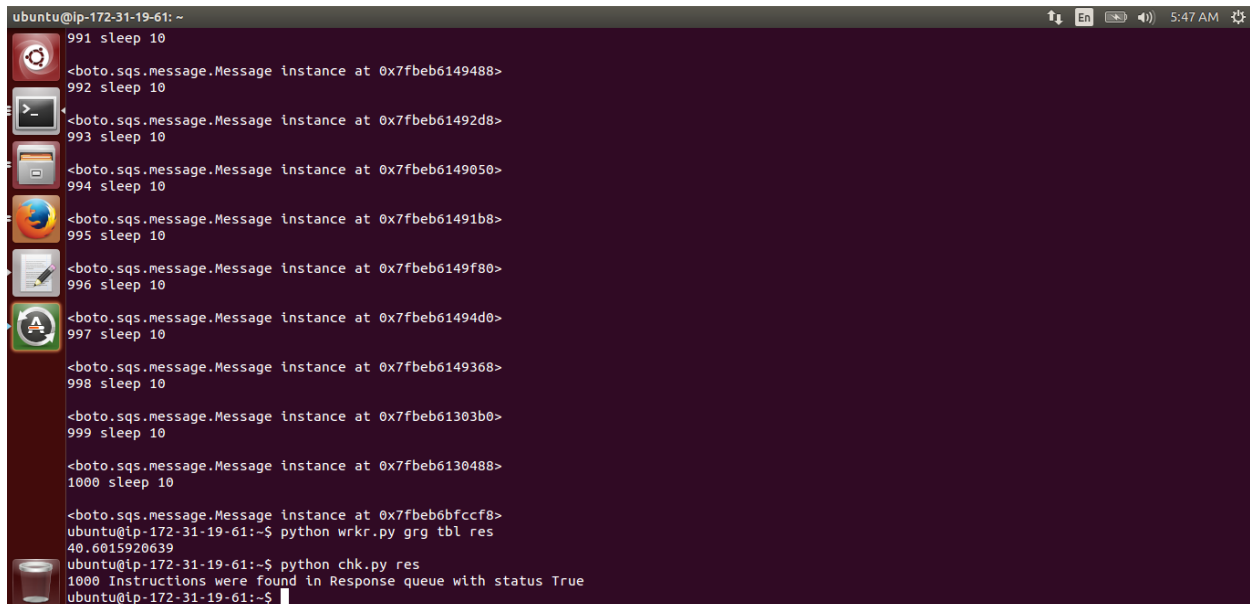 ubuntu@ip-172-31-19-61: ~
En
5:47 AM
991 sleep 10
<boto.sqs.message.Message instance at 0x7fbeb6149488>
992 sleep 10
<boto.sqs.message.Message instance at 0x7fbeb61492d8>
993 sleep 10
<boto.sqs.message.Message instance at 0x7fbeb6149050>
994 sleep 10
<boto.sqs.message.Message instance at 0x7fbeb61491b8>
995 sleep 10
<boto.sqs.message.Message instance at 0x7fbeb6149f80>
996 sleep 10
<boto.sqs.message.Message instance at 0x7fbeb61494d0>
997 sleep 10
<boto.sqs.message.Message instance at 0x7fbeb6149368>
998 sleep 10
<boto.sqs.message.Message instance at 0x7fbeb61303b0>
999 sleep 10
<boto.sqs.message.Message instance at 0x7fbeb6130488>
1000 sleep 10
<boto.sqs.message.Message instance at 0x7fbeb6bfccf8>
ubuntu@ip-172-31-19-61:~$ python wrkr.py grg tbl res
40.6015920639
ubuntu@ip-172-31-19-61:~$ python chk.py res
1000 Instructions were found in Response queue with status True
ubuntu@ip-172-31-19-61:~$